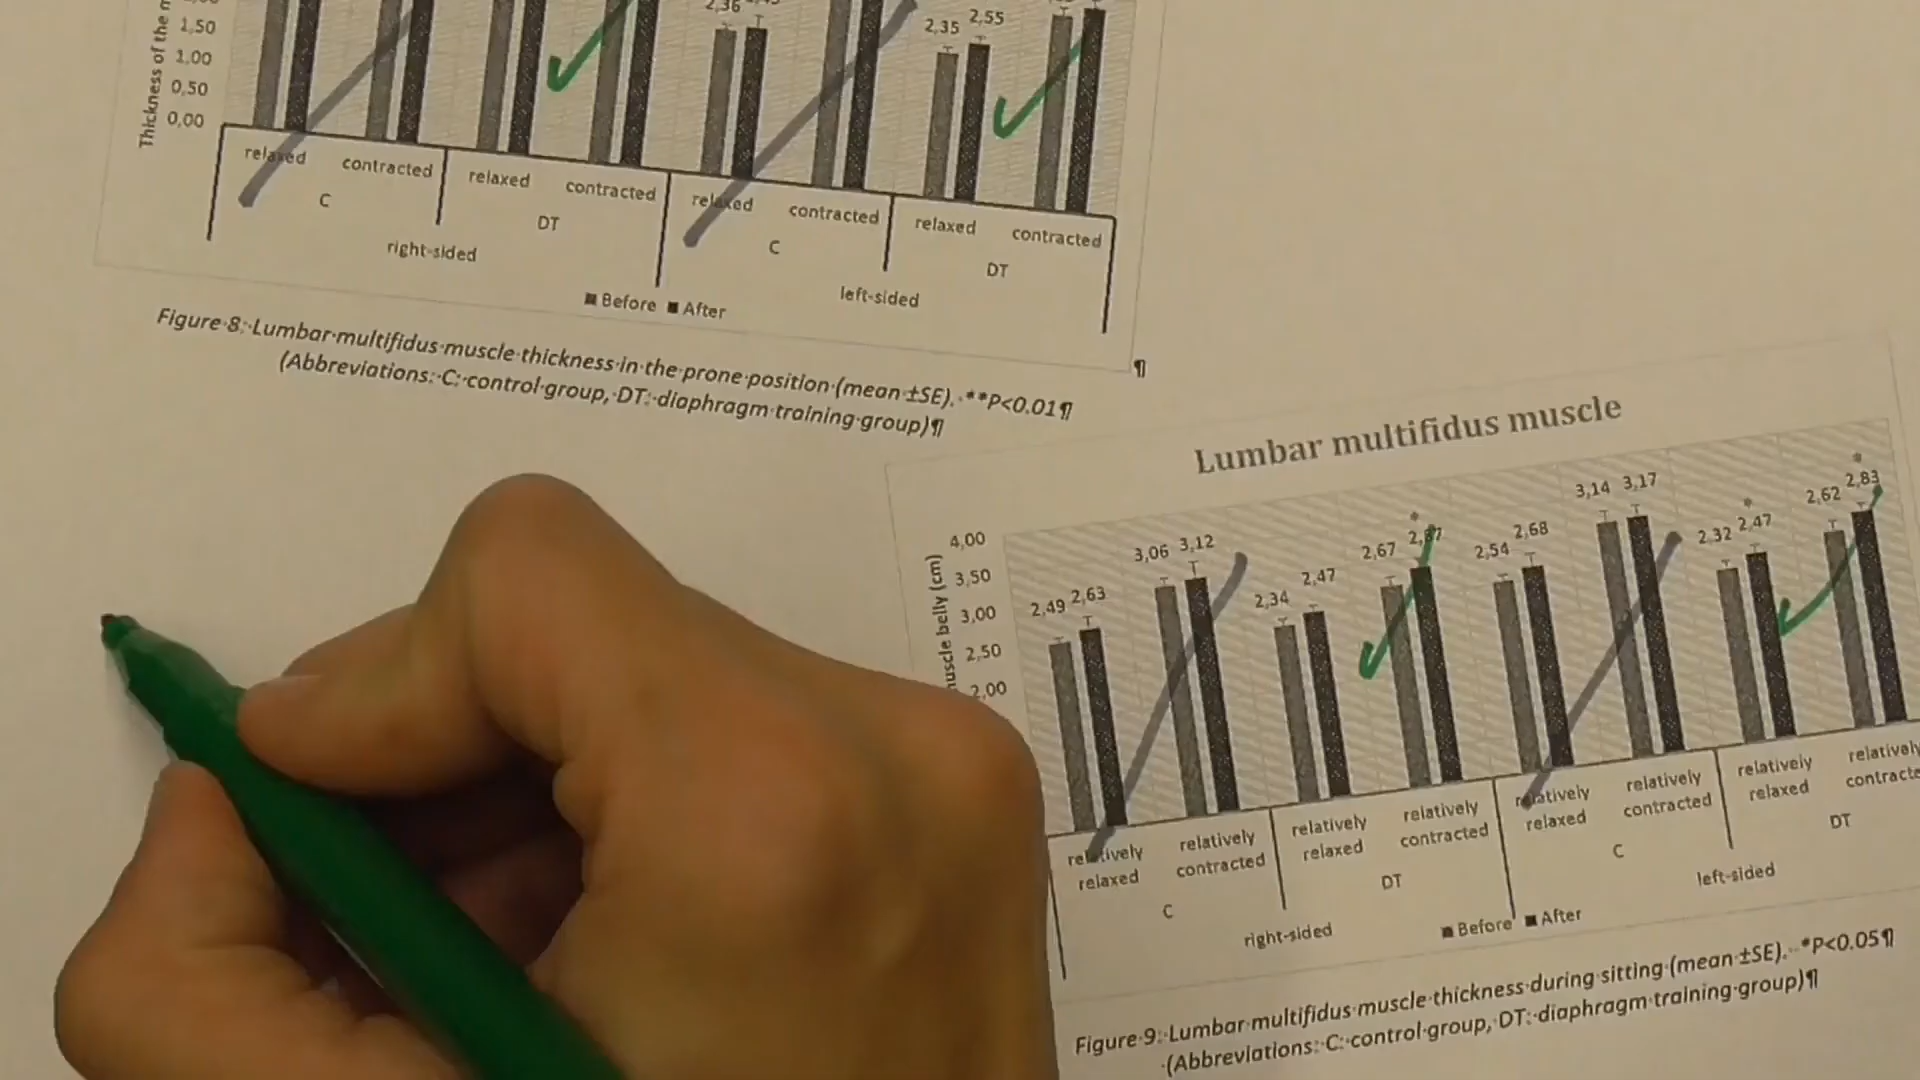 2,36
2,35 2,55
Thickness of the
1,50
1,00
0,50
0,00
relaxed contracted relaxed contracted relaxed contracted relaxed contracted
C DT C DT
right-sided left-sided
Before After
Figure·8:·Lumbar·multifidus·muscle·thickness·in·the·prone·position·(mean·±SE).·**P<0.01¶
(Abbreviations:·C:·control·group,·DT:·diaphragm·training·group)¶
¶
Lumbar multifidus muscle
muscle belly (cm)
4,00
3,50
3,00
2,50
2,00
2,49 2,63 3,06 3,12 2,34 2,47 2,67 2,87 2,54 2,68 3,14 3,17 2,32 2,47 2,62 2,83
* * *
relatively relatively relatively relatively relatively relatively relatively relatively
relaxed contracted relaxed contracted relaxed contracted relaxed contracte
C DT C DT
right-sided left-sided
Before After
Figure·9:·Lumbar·multifidus·muscle·thickness·during·sitting·(mean·±SE).··*P<0.05¶
·(Abbreviations:·C:·control·group,·DT:·diaphragm·training·group)¶